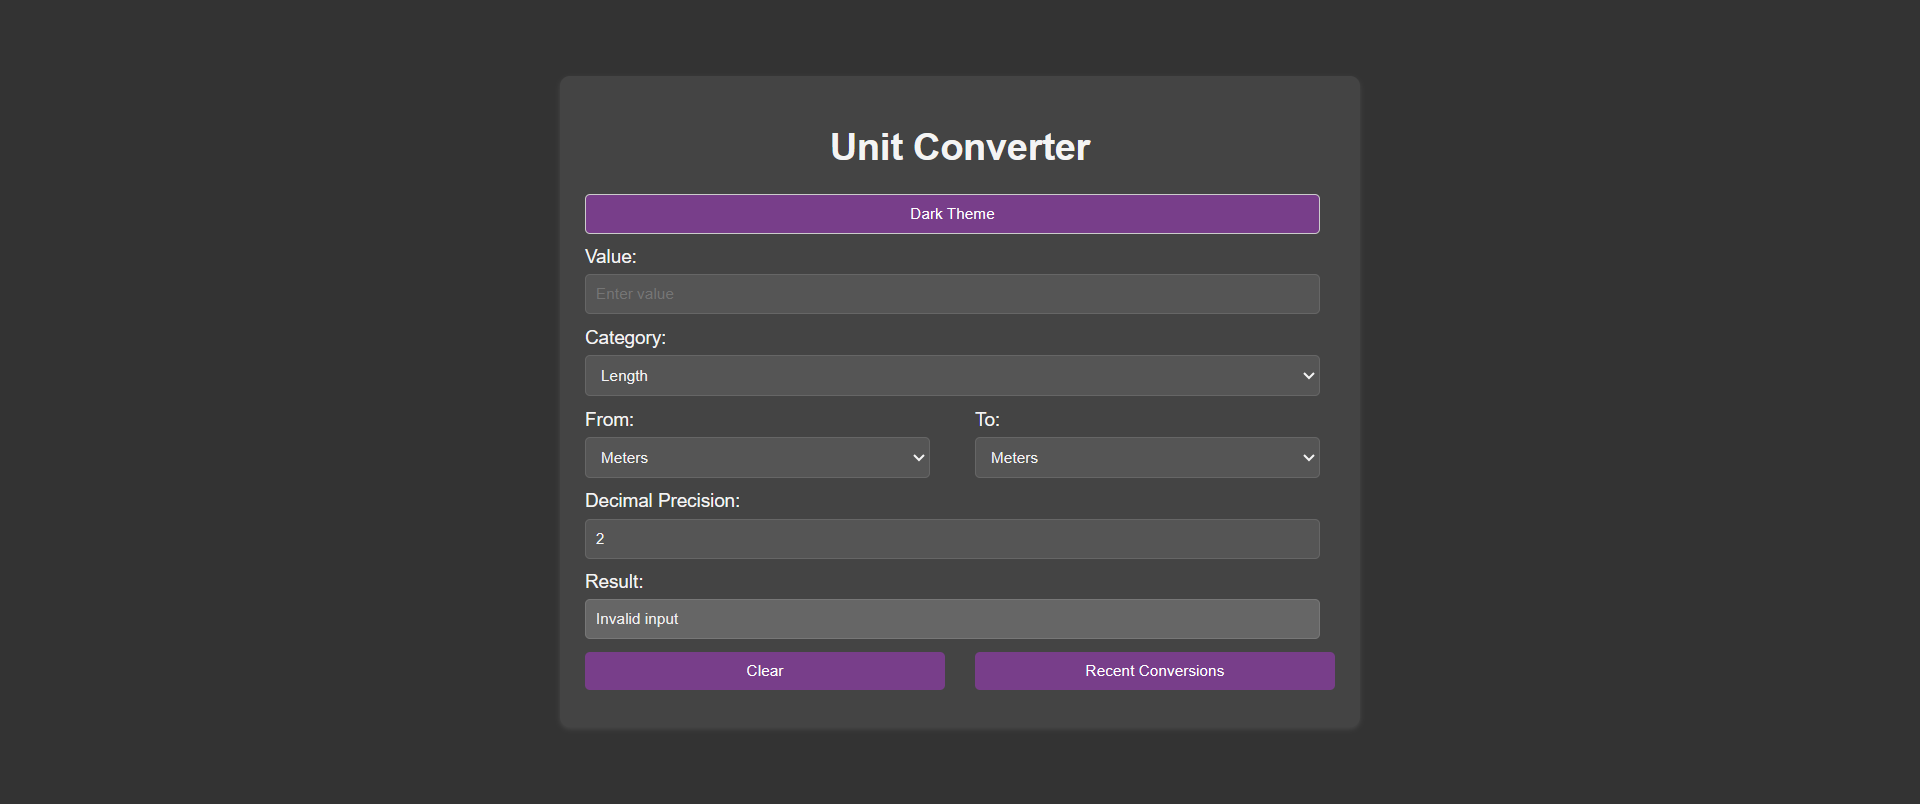 Unit Converter
Dark Theme
Value:
Enter value
Category:
Length
From: To:
Meters Meters
Decimal Precision:
2
Result:
Invalid input
Clear Recent Conversions